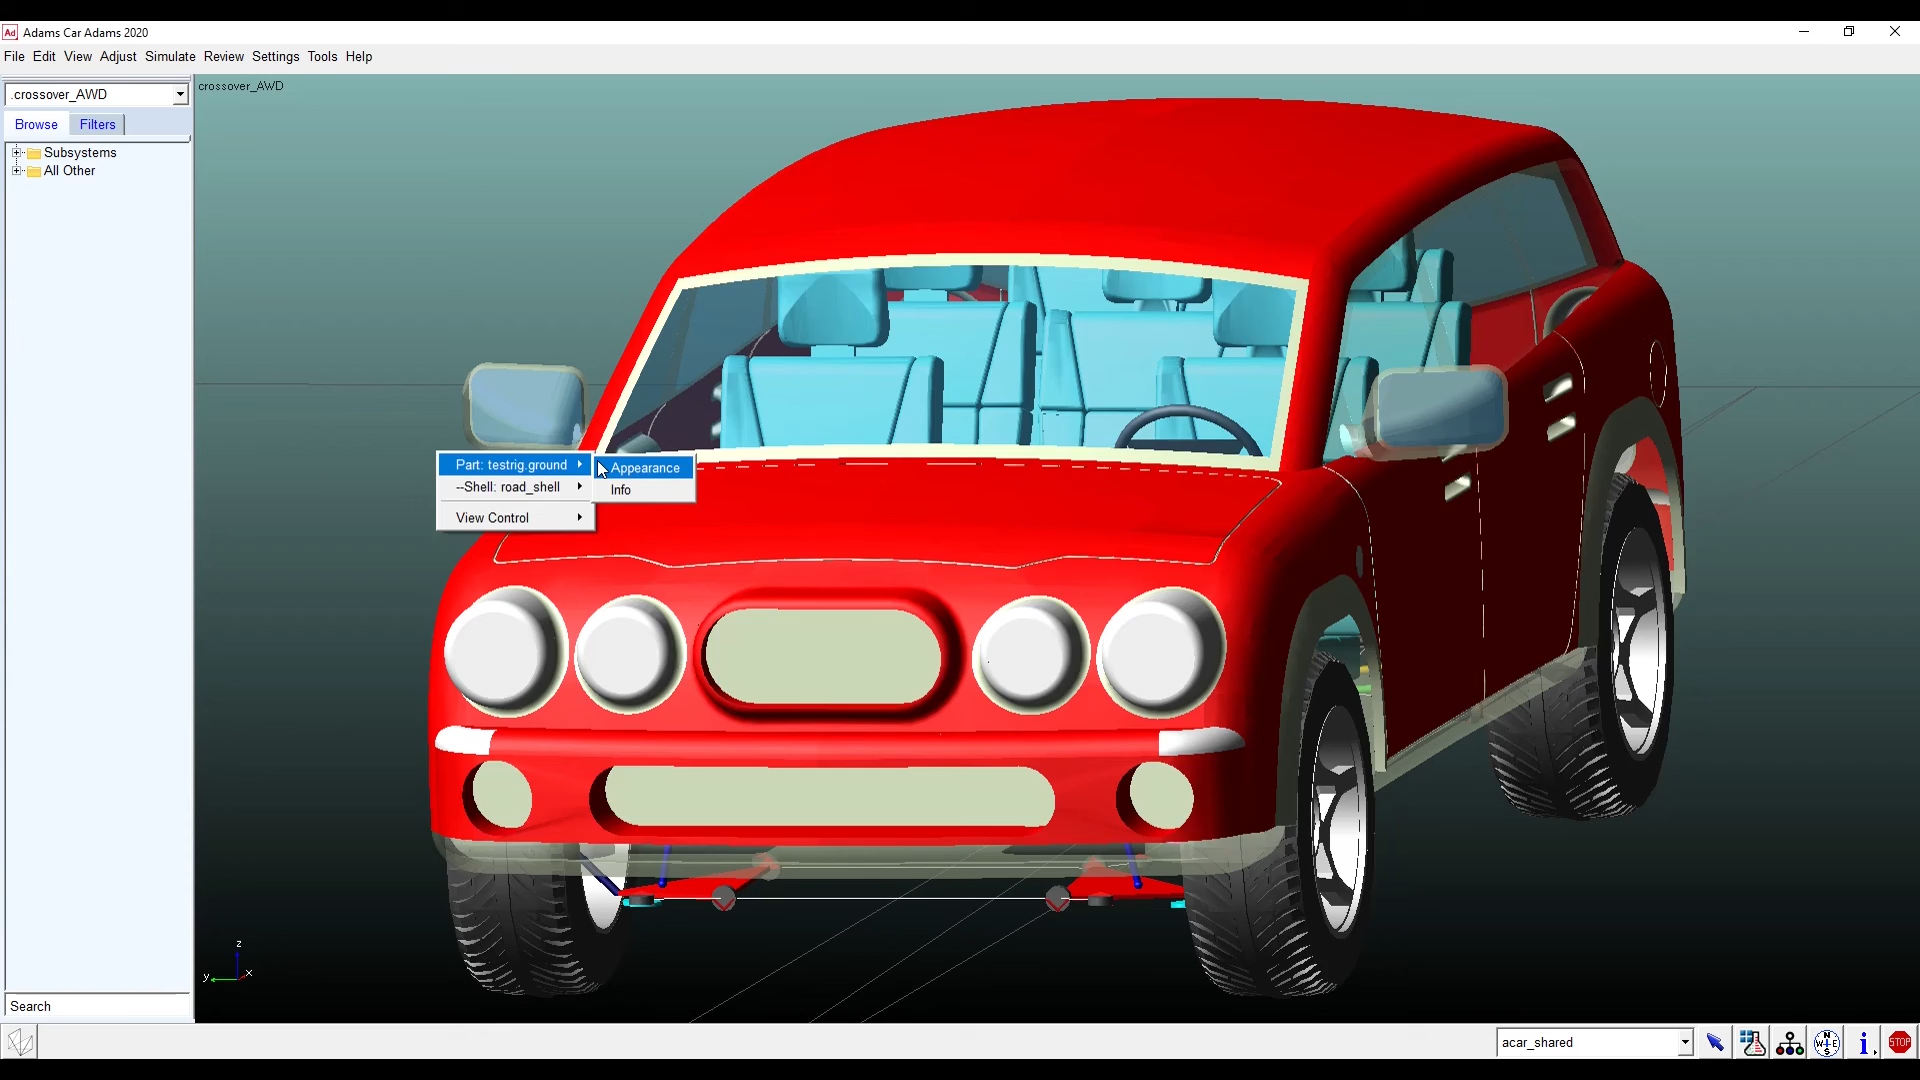 Ad Adams Car Adams 2020
File Edit View Adjust Simulate Review Settings Tools Help
.crossover_AWD
crossover_AWD
Browse Filters
Subsystems
All Other
Part: testrig.ground
Appearance
--Shell: road_shell
Info
View Control
z
y x
Search
acar_shared
N
W E
S
i
STOP